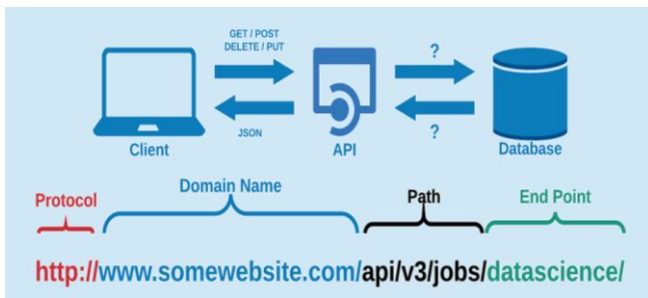 GET / POST
DELETE / PUT
?
JSON
?
Client
API
Database
Protocol
Domain Name
Path
End Point
http://www.somewebsite.com/api/v3/jobs/datascience/